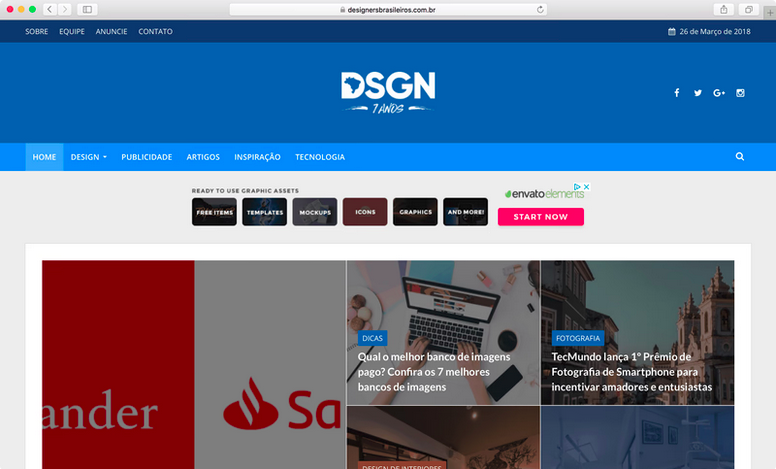 designersbrasileiros.com.br
SOBRE EQUIPE ANUNCIE CONTATO 26 de Março de 2018
DSGN
7 ANOS
HOME DESIGN PUBLICIDADE ARTIGOS INSPIRAÇÃO TECNOLOGIA
READY TO USE GRAPHIC ASSETS
FREE ITEMS TEMPLATES MOCKUPS ICONS GRAPHICS AND MORE!
envatoelements
START NOW
DICAS
Qual o melhor banco de imagens
pago? Confira os 7 melhores
bancos de imagens
FOTOGRAFIA
TecMundo lança 1º Prêmio de
Fotografia de Smartphone para
incentivar amadores e entusiastas
ander Sa
DESIGN DE INTERIORES